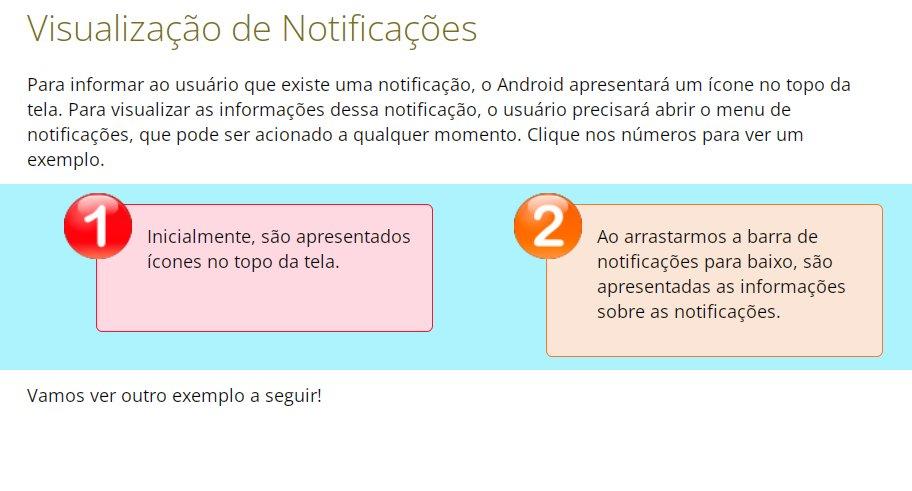 Visualização de Notificações
Para informar ao usuário que existe uma notificação, o Android apresentará um ícone no topo da
tela. Para visualizar as informações dessa notificação, o usuário precisará abrir o menu de
notificações, que pode ser acionado a qualquer momento. Clique nos números para ver um
exemplo.
1
Inicialmente, são apresentados
ícones no topo da tela.
2
Ao arrastarmos a barra de
notificações para baixo, são
apresentadas as informações
sobre as notificações.
Vamos ver outro exemplo a seguir!